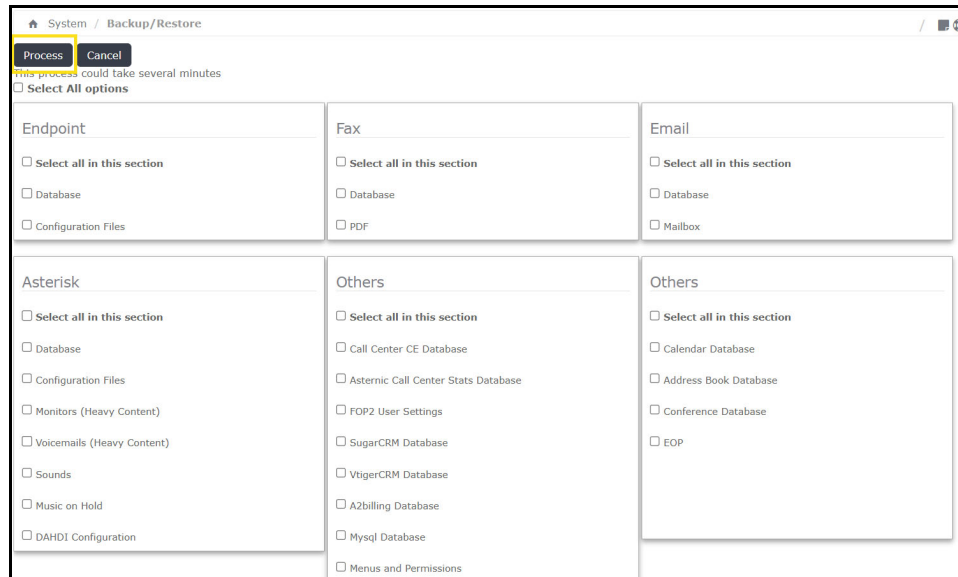 System / Backup/Restore
/
Process Cancel
This process could take several minutes
Select All options
Endpoint
Select all in this section
Database
Configuration Files
Fax
Select all in this section
Database
PDF
Email
Select all in this section
Database
Mailbox
Asterisk
Select all in this section
Database
Configuration Files
Monitors (Heavy Content)
Voicemails (Heavy Content)
Sounds
Music on Hold
DAHDI Configuration
Others
Select all in this section
Call Center CE Database
Asternic Call Center Stats Database
FOP2 User Settings
SugarCRM Database
VtigerCRM Database
A2billing Database
Mysql Database
Menus and Permissions
Others
Select all in this section
Calendar Database
Address Book Database
Conference Database
EOP